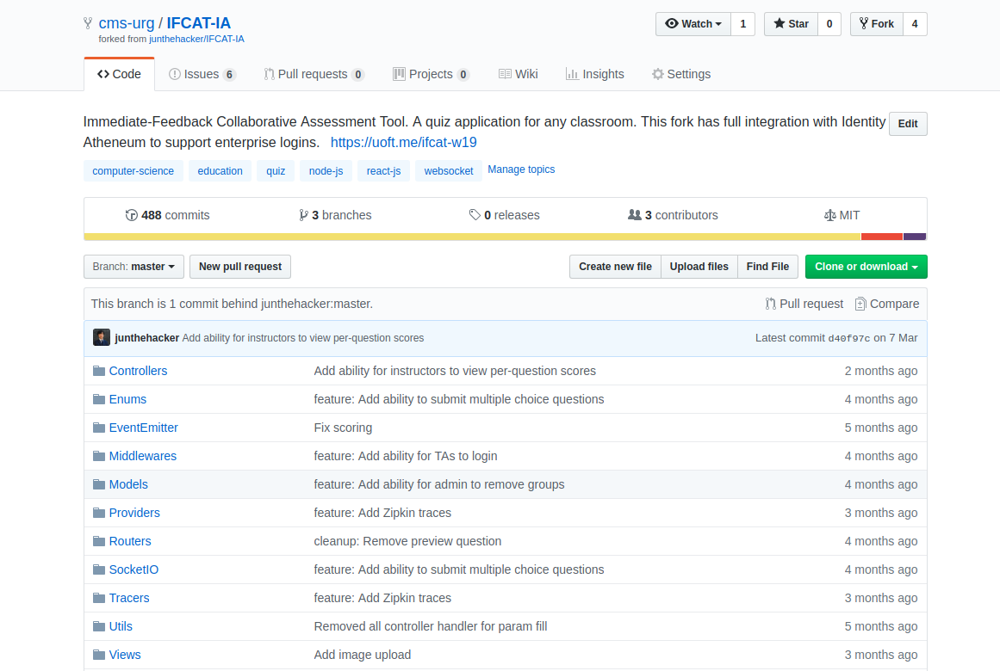 cms-urg / IFCAT-IA
Watch 1 Star 0 Fork 4
forked from junthehacker/IFCAT-IA
Code Issues 6 Pull requests 0 Projects 0 Wiki Insights Settings
Immediate-Feedback Collaborative Assessment Tool. A quiz application for any classroom. This fork has full integration with Identity
Atheneum to support enterprise logins. https://uoft.me/ifcat-w19
Edit
computer-science education quiz node-js react-js websocket Manage topics
488 commits 3 branches 0 releases 3 contributors MIT
Branch: master New pull request Create new file Upload files Find File Clone or download
This branch is 1 commit behind junthehacker:master. Pull request Compare
junthehacker Add ability for instructors to view per-question scores Latest commit d40f97c on 7 Mar
Controllers Add ability for instructors to view per-question scores 2 months ago
Enums feature: Add ability to submit multiple choice questions 4 months ago
EventEmitter Fix scoring 5 months ago
Middlewares feature: Add ability for TAs to login 4 months ago
Models feature: Add ability for admin to remove groups 4 months ago
Providers feature: Add Zipkin traces 3 months ago
Routers cleanup: Remove preview question 4 months ago
SocketIO feature: Add ability to submit multiple choice questions 4 months ago
Tracers feature: Add Zipkin traces 3 months ago
Utils Removed all controller handler for param fill 5 months ago
Views Add image upload 3 months ago